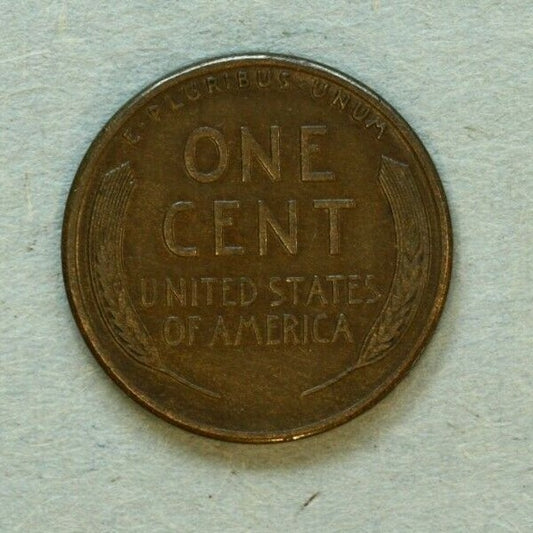 E·PLURIBUS·UNUM
ONE
CENT
UNITED STATES
OF AMERICA